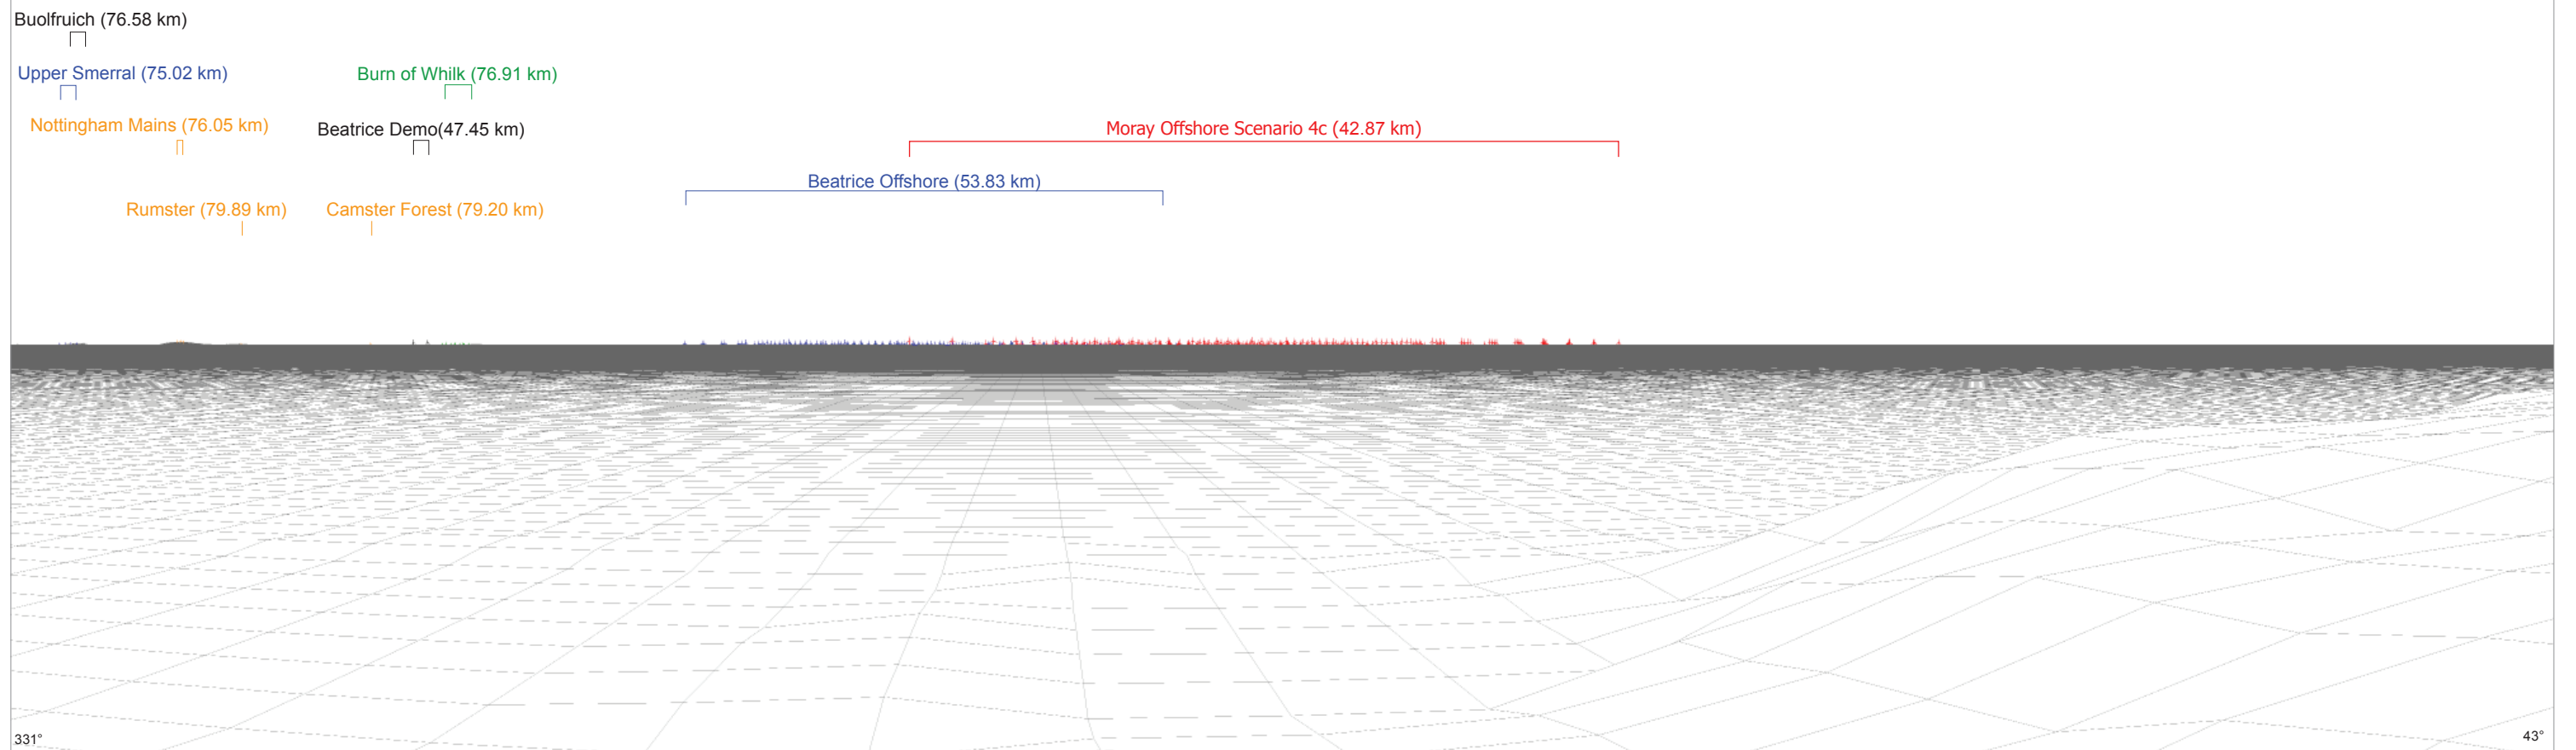 Buolfruich (76.58 km)
Upper Smerral (75.02 km)
Burn of Whilk (76.91 km)
Nottingham Mains (76.05 km)
Beatrice Demo(47.45 km)
Moray Offshore Scenario 4c (42.87 km)
Beatrice Offshore (53.83 km)
Rumster (79.89 km)
Camster Forest (79.20 km)
331°
43°